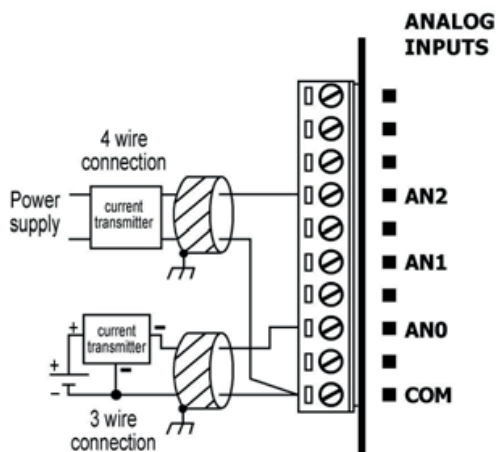 ANALOG
INPUTS
4 wire
connection
Power
supply
current
transmitter
AN2
AN1
+
current
transmitter
-
AN0
+
-
-
COM
3 wire
connection